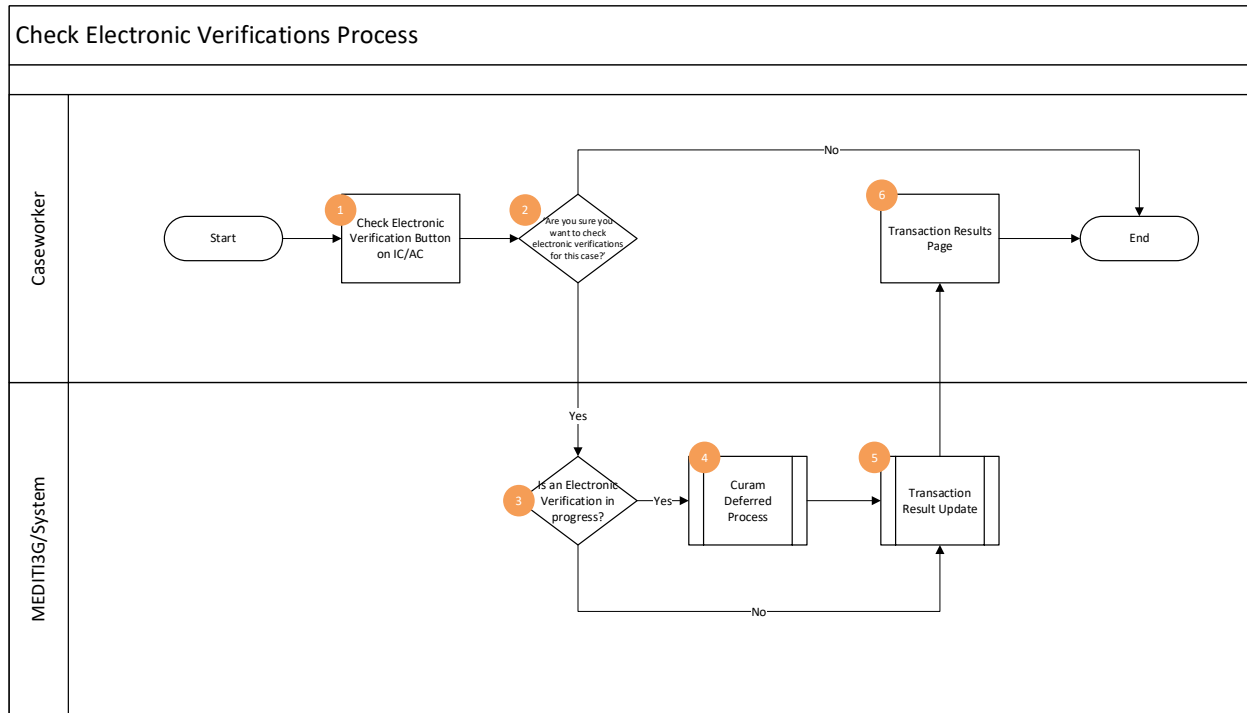 Check Electronic Verifications Process
Caseworker
Start
1
Check Electronic
Verification Button
on IC/AC
2
'Are you sure you
want to check
electronic verifications
for this case?'
No
6
Transaction Results
Page
End
MEDITI3G/System
Yes
3
Is an Electronic
Verification in
progress?
Yes
4
Curam
Deferred
Process
5
Transaction
Result Update
No